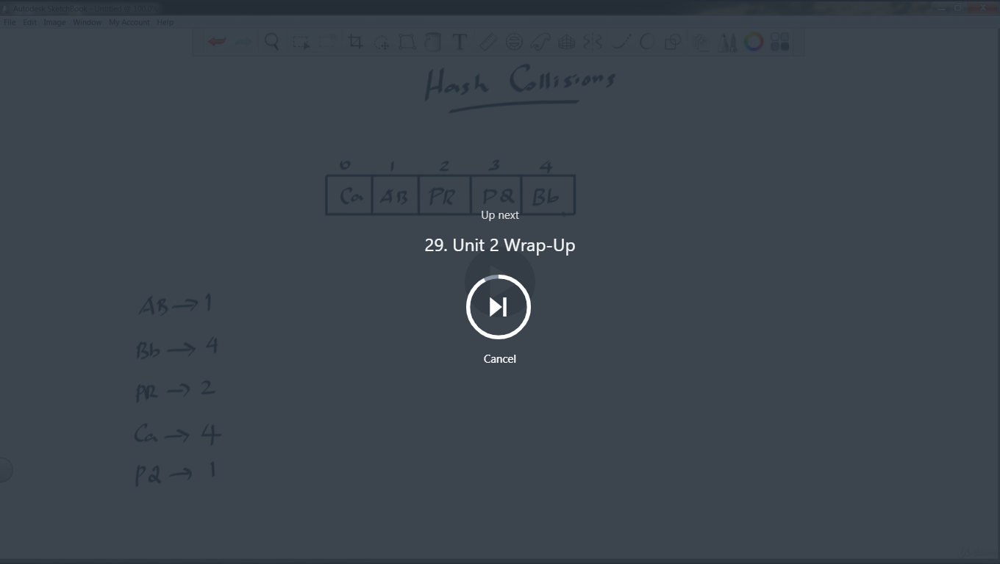 Autodesk SketchBook - Untitled @ 100.0%
File Edit Image Window My Account Help
T
Hash Collisions
0 1 2 3 4
Ca AB PR PQ Bb
Up next
29. Unit 2 Wrap-Up
AB → 1
Bb → 4
Cancel
PR → 2
Ca → 4
PQ → 1